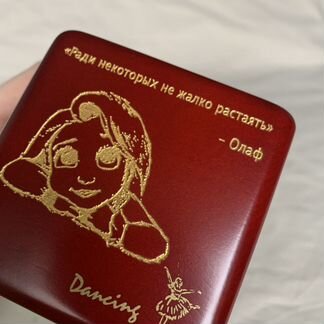 «Ради некоторых не жалко растаять»
– Олаф
Dancing